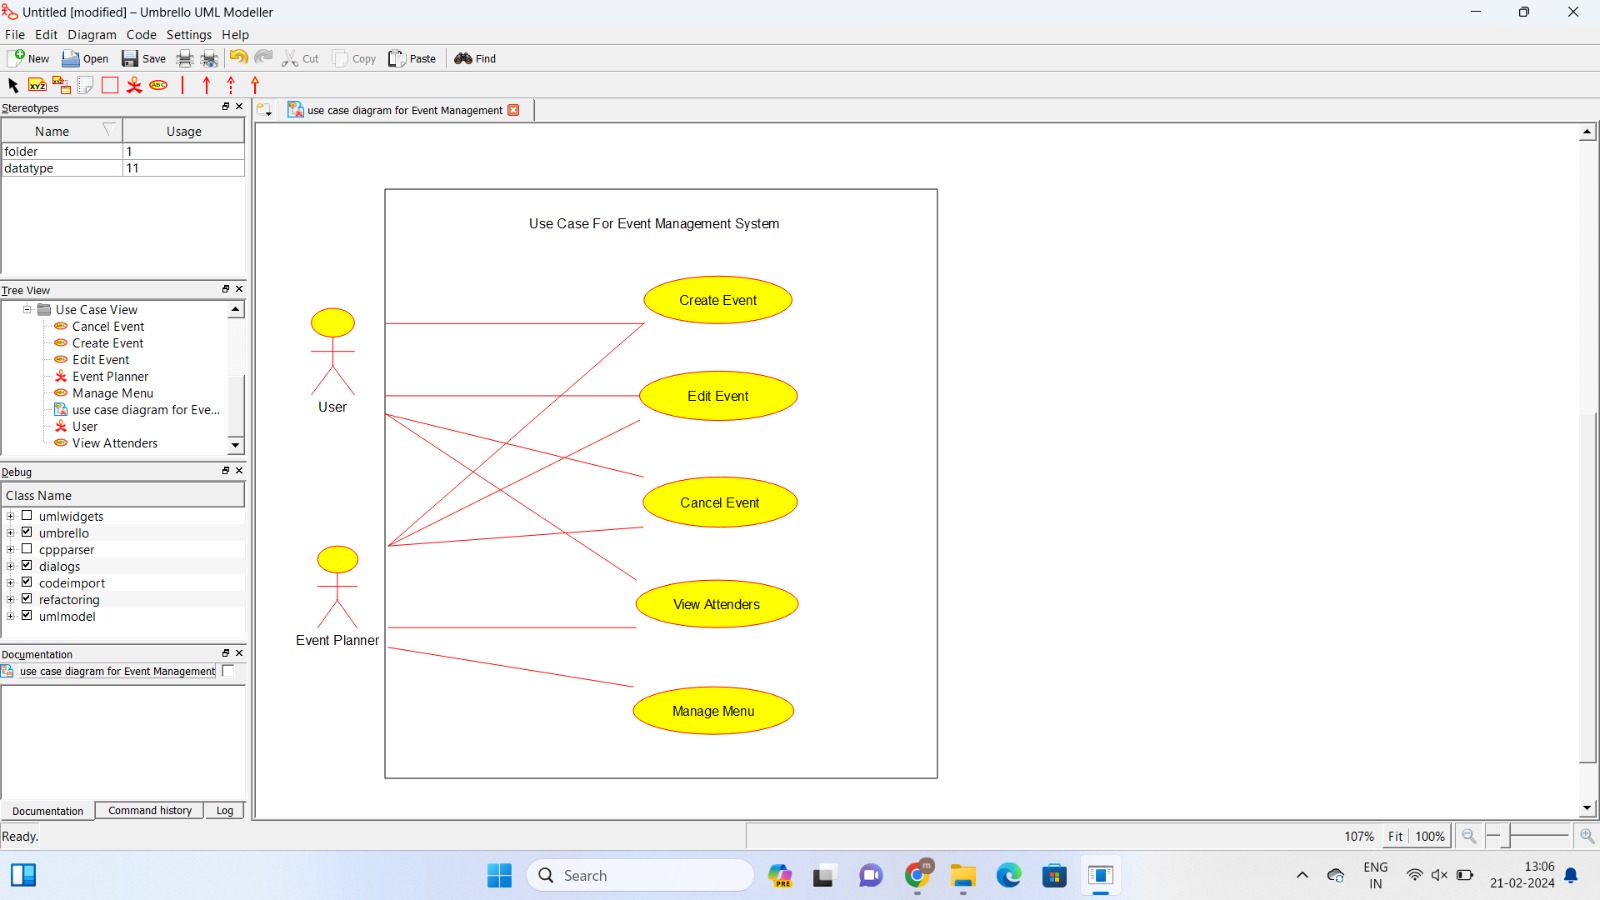 Untitled [modified] – Umbrello UML Modeller
File Edit Diagram Code Settings Help
New Open Save Cut Copy Paste Find
XYZ ABC
Stereotypes
Name Usage
folder 1
datatype 11
Tree View
Use Case View
Cancel Event
Create Event
Edit Event
Event Planner
Manage Menu
use case diagram for Eve...
User
View Attenders
Debug
Class Name
umlwidgets
umbrello
cppparser
dialogs
codeimport
refactoring
umlmodel
Documentation
use case diagram for Event Management
Documentation Command history Log
use case diagram for Event Management
Use Case For Event Management System
Create Event
Edit Event
User
Cancel Event
View Attenders
Event Planner
Manage Menu
Ready.
107% Fit 100%
Search
PRE
m
ENG
IN
13:06
21-02-2024